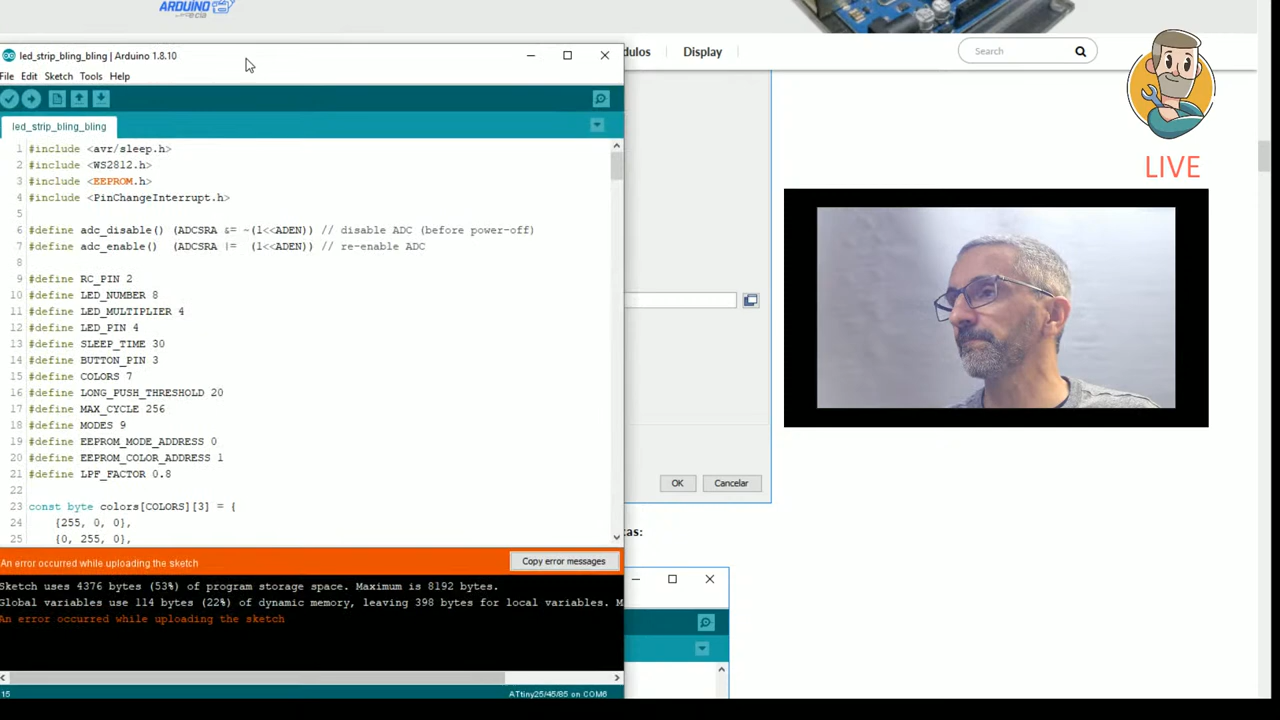 ARDUINO
led_strip_bling_bling | Arduino 1.8.10
dulos
Display
Search
File Edit Sketch Tools Help
led_strip_bling_bling
1 #include <avr/sleep.h>
2 #include <WS2812.h>
3 #include <EEPROM.h>
4 #include <PinChangeInterrupt.h>
5
6 #define adc_disable() (ADCSRA &= ~(1<<ADEN)) // disable ADC (before power-off)
7 #define adc_enable()  (ADCSRA |=  (1<<ADEN)) // re-enable ADC
8
9 #define RC_PIN 2
10 #define LED_NUMBER 8
11 #define LED_MULTIPLIER 4
12 #define LED_PIN 4
13 #define SLEEP_TIME 30
14 #define BUTTON_PIN 3
15 #define COLORS 7
16 #define LONG_PUSH_THRESHOLD 20
17 #define MAX_CYCLE 256
18 #define MODES 9
19 #define EEPROM_MODE_ADDRESS 0
20 #define EEPROM_COLOR_ADDRESS 1
21 #define LPF_FACTOR 0.8
22
23 const byte colors[COLORS][3] = {
24 {255, 0, 0},
25 {0, 255, 0},
LIVE
OK
Cancelar
cas:
An error occurred while uploading the sketch
Copy error messages
Sketch uses 4376 bytes (53%) of program storage space. Maximum is 8192 bytes.
Global variables use 114 bytes (22%) of dynamic memory, leaving 398 bytes for local variables. M
An error occurred while uploading the sketch
15
ATtiny25/45/85 on COM6